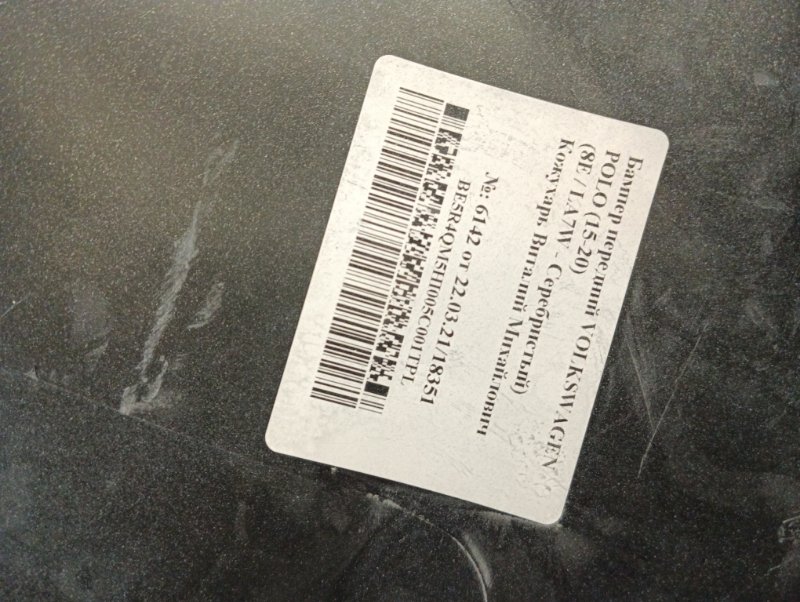 Бампер передний VOLKSWAGEN
POLO (15-20)
(8E / LA7W - Серебристый)
Кожухарь Виталий Михайлович
№: 6142 от 22.03.21/18351
BE5R4QM5H005C001TPL